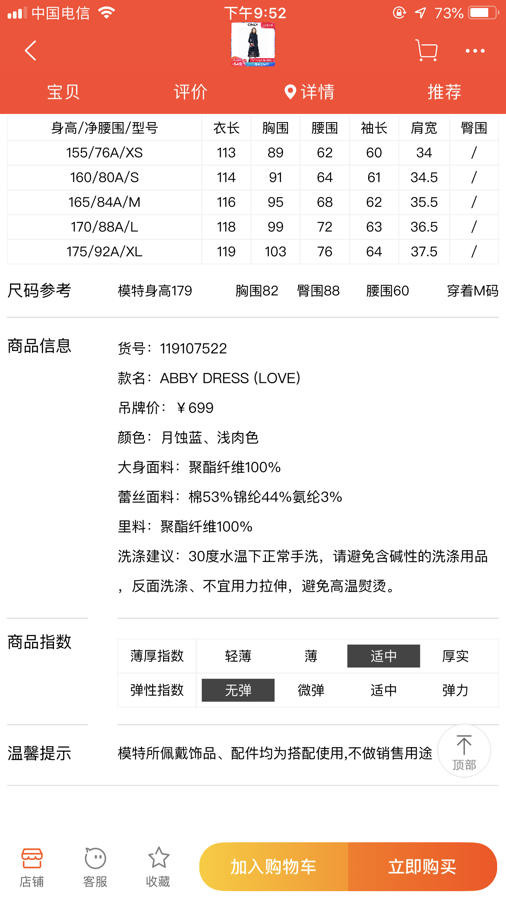 中国电信 下午9:52 73%
宝贝 评价 详情 推荐
身高/净腰围/型号 衣长 胸围 腰围 袖长 肩宽 臀围
155/76A/XS 113 89 62 60 34 /
160/80A/S 114 91 64 61 34.5 /
165/84A/M 116 95 68 62 35.5 /
170/88A/L 118 99 72 63 36.5 /
175/92A/XL 119 103 76 64 37.5 /
尺码参考 模特身高179 胸围82 臀围88 腰围60 穿着M码
商品信息 货号：119107522
款名：ABBY DRESS (LOVE)
吊牌价：￥699
颜色：月蚀蓝、浅肉色
大身面料：聚酯纤维100%
蕾丝面料：棉53%锦纶44%氨纶3%
里料：聚酯纤维100%
洗涤建议：30度水温下正常手洗，请避免含碱性的洗涤用品
，反面洗涤、不宜用力拉伸，避免高温熨烫。
商品指数 薄厚指数 轻薄 薄 适中 厚实
弹性指数 无弹 微弹 适中 弹力
温馨提示 模特所佩戴饰品、配件均为搭配使用,不做销售用途
顶部
店铺 客服 收藏 加入购物车 立即购买